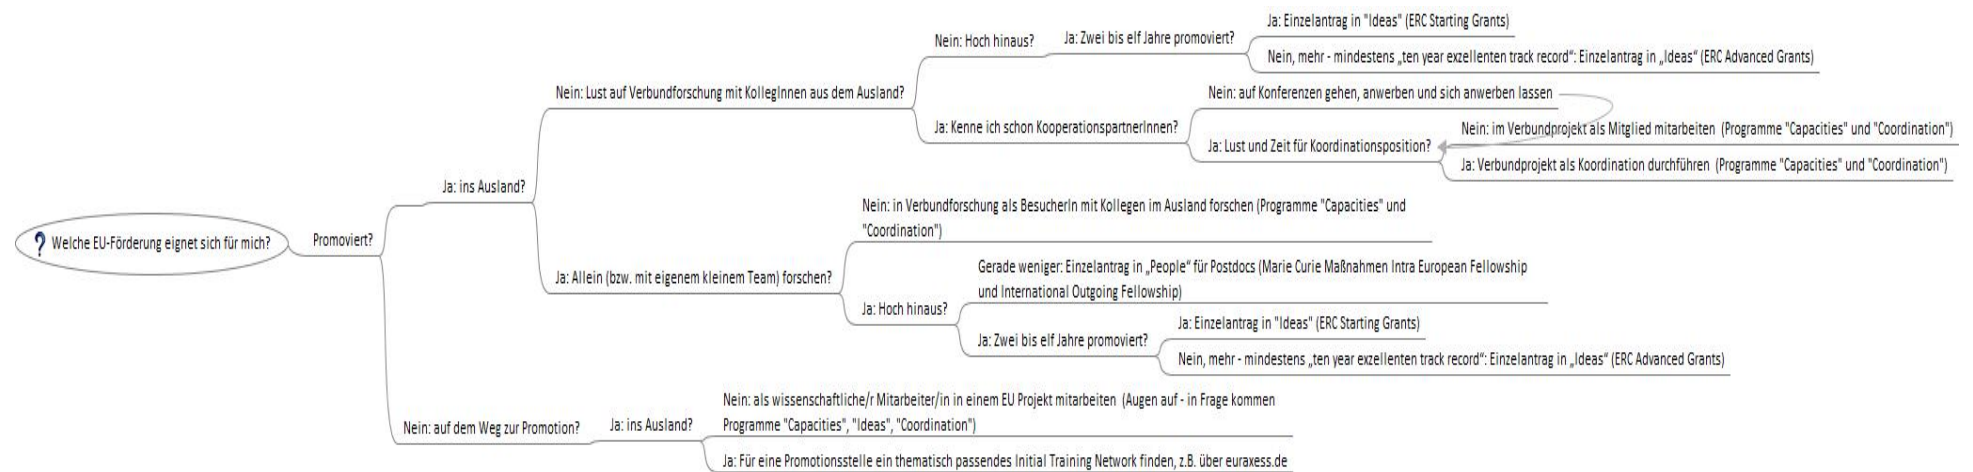 Welche EU-Förderung eignet sich für mich?
Promoviert?
Ja: ins Ausland?
Nein: Lust auf Verbundforschung mit KollegInnen aus dem Ausland?
Nein: Hoch hinaus?
Ja: Zwei bis elf Jahre promoviert?
Ja: Einzelantrag in "Ideas" (ERC Starting Grants)
Nein, mehr - mindestens „ten year exzellenten track record“: Einzelantrag in „Ideas“ (ERC Advanced Grants)
Ja: Kenne ich schon KooperationspartnerInnen?
Nein: auf Konferenzen gehen, anwerben und sich anwerben lassen
Ja: Lust und Zeit für Koordinationsposition?
Nein: im Verbundprojekt als Mitglied mitarbeiten (Programme "Capacities" und "Coordination")
Ja: Verbundprojekt als Koordination durchführen (Programme "Capacities" und "Coordination")
Ja: Allein (bzw. mit eigenem kleinem Team) forschen?
Nein: in Verbundforschung als BesucherIn mit Kollegen im Ausland forschen (Programme "Capacities" und
"Coordination")
Ja: Hoch hinaus?
Gerade weniger: Einzelantrag in „People“ für Postdocs (Marie Curie Maßnahmen Intra European Fellowship
und International Outgoing Fellowship)
Ja: Zwei bis elf Jahre promoviert?
Ja: Einzelantrag in "Ideas" (ERC Starting Grants)
Nein, mehr - mindestens „ten year exzellenten track record“: Einzelantrag in „Ideas“ (ERC Advanced Grants)
Nein: auf dem Weg zur Promotion?
Ja: ins Ausland?
Nein: als wissenschaftliche/r Mitarbeiter/in in einem EU Projekt mitarbeiten (Augen auf - in Frage kommen
Programme "Capacities", "Ideas", "Coordination")
Ja: Für eine Promotionsstelle ein thematisch passendes Initial Training Network finden, z.B. über euraxess.de